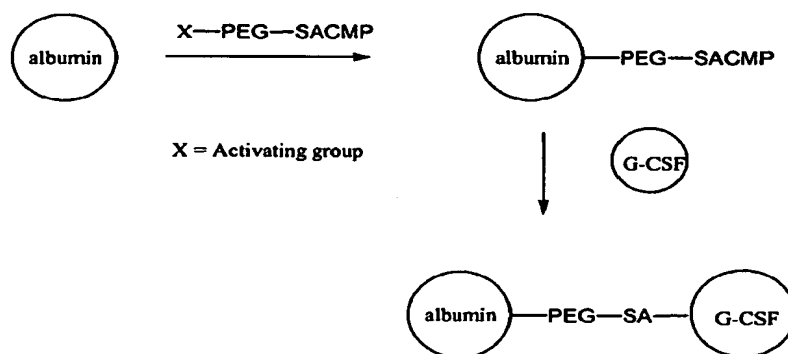 X—PEG—SACMP
albumin
albumin—PEG—SACMP
X = Activating group
G-CSF
albumin—PEG—SA—G-CSF